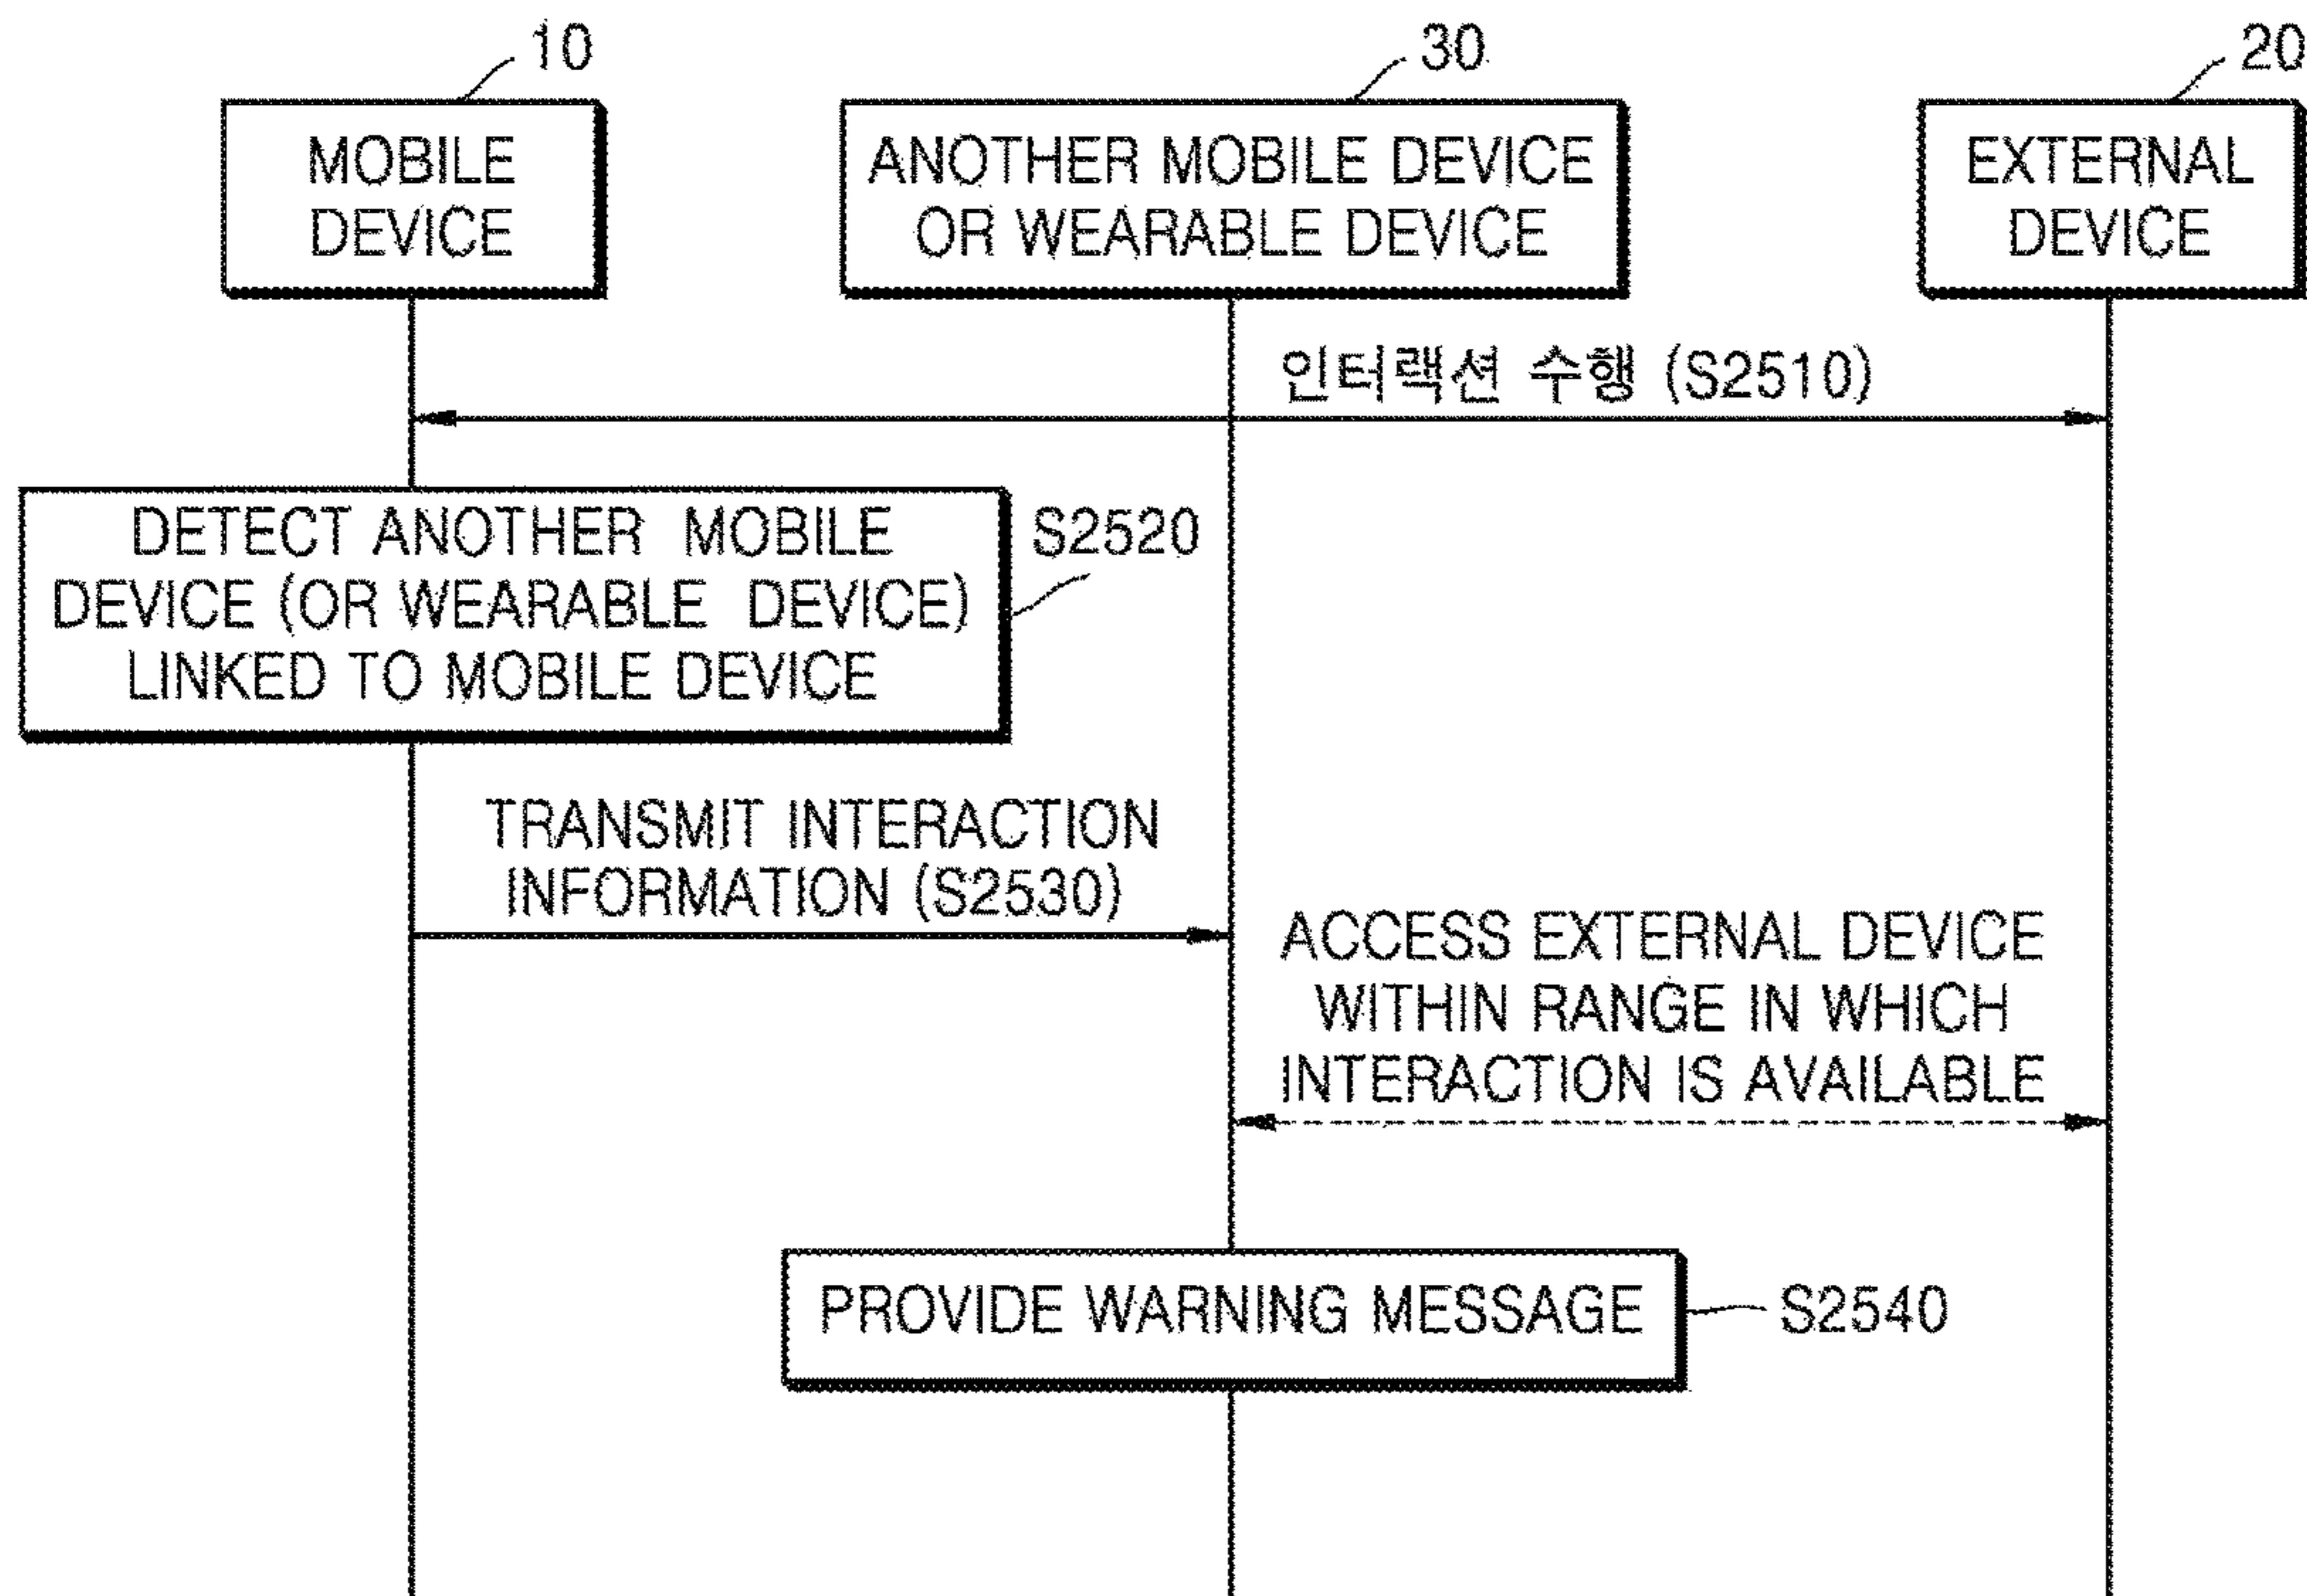 10
30
20
MOBILE
DEVICE
ANOTHER MOBILE DEVICE
OR WEARABLE DEVICE
EXTERNAL
DEVICE
인터랙션 수행 (S2510)
DETECT ANOTHER MOBILE
DEVICE (OR WEARABLE DEVICE)
LINKED TO MOBILE DEVICE
S2520
TRANSMIT INTERACTION
INFORMATION (S2530)
ACCESS EXTERNAL DEVICE
WITHIN RANGE IN WHICH
INTERACTION IS AVAILABLE
PROVIDE WARNING MESSAGE
S2540